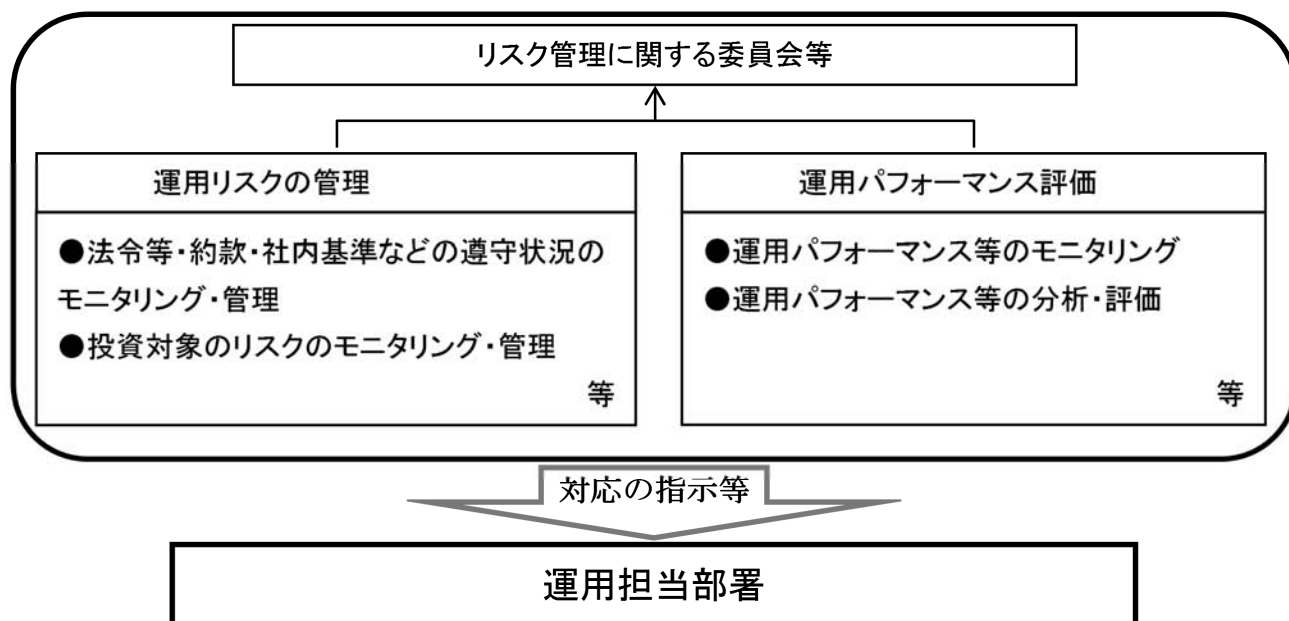 リスク管理に関する委員会等
運用リスクの管理
●法令等・約款・社内基準などの遵守状況の
モニタリング・管理
●投資対象のリスクのモニタリング・管理
等
運用パフォーマンス評価
●運用パフォーマンス等のモニタリング
●運用パフォーマンス等の分析・評価
等
対応の指示等
運用担当部署